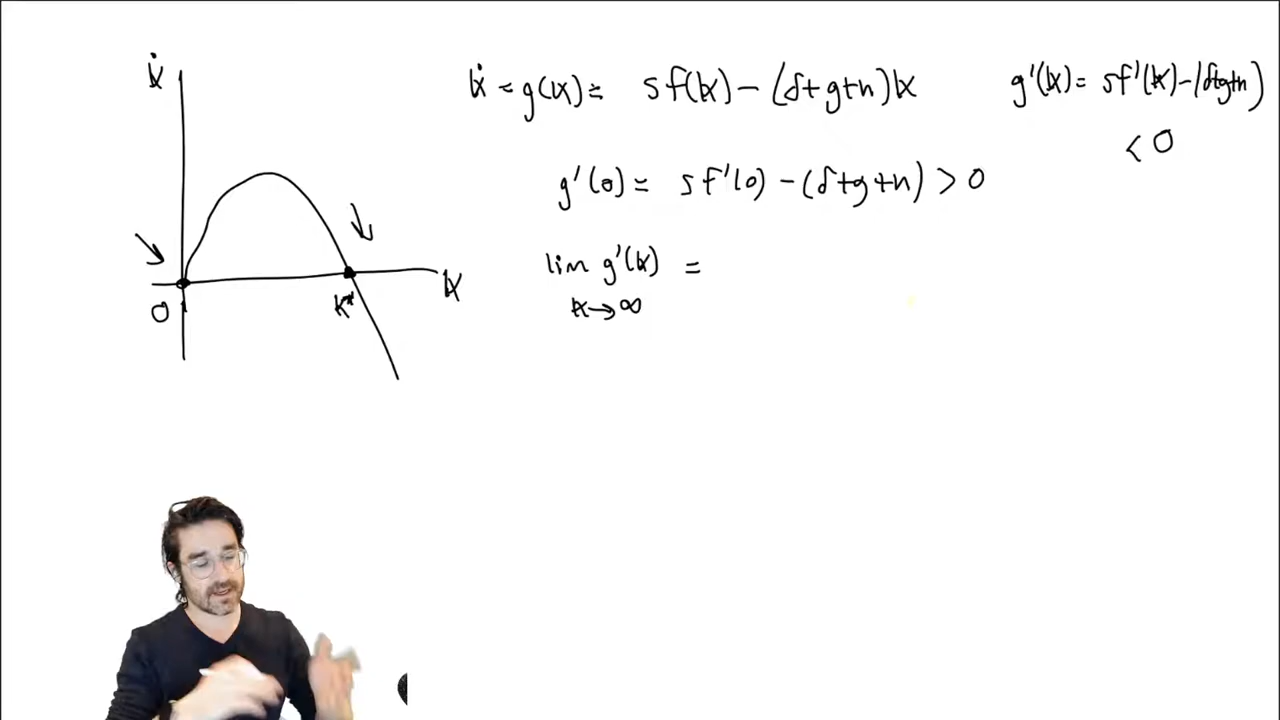 k̇
k̇ = g(k) = sf(k) - (δ+g+n)k
g'(k) = sf'(k) - (δ+g+n)
< 0
g'(0) = sf'(0) - (δ+g+n) > 0
lim g'(k) =
k→∞
0
k*
k